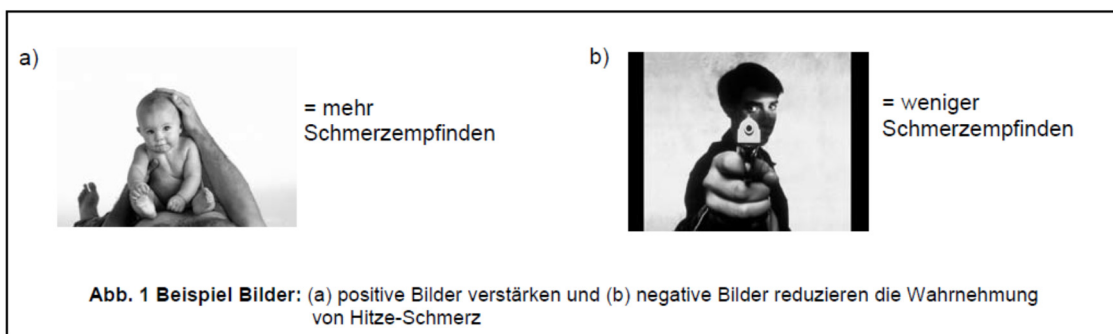 a)
= mehr
Schmerzempfinden
b)
= weniger
Schmerzempfinden
Abb. 1 Beispiel Bilder: (a) positive Bilder verstärken und (b) negative Bilder reduzieren die Wahrnehmung
von Hitze-Schmerz